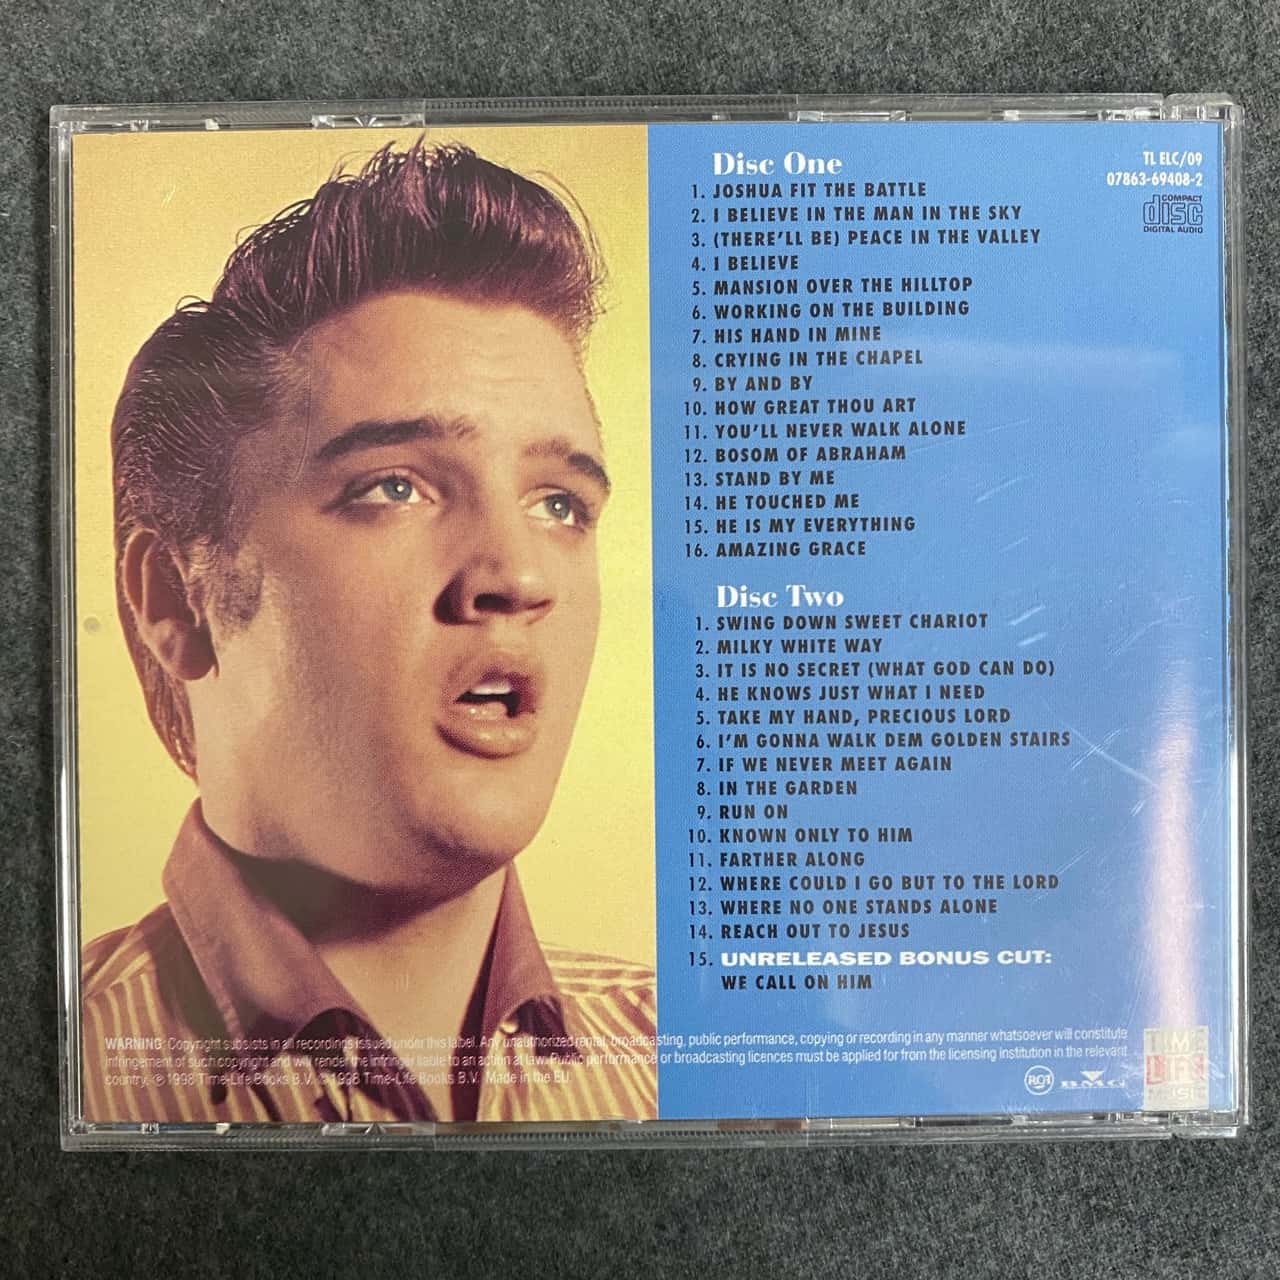 Disc One
TL ELC/09
07863-69408-2
COMPACT
disc
DIGITAL AUDIO
1. JOSHUA FIT THE BATTLE
2. I BELIEVE IN THE MAN IN THE SKY
3. (THERE'LL BE) PEACE IN THE VALLEY
4. I BELIEVE
5. MANSION OVER THE HILLTOP
6. WORKING ON THE BUILDING
7. HIS HAND IN MINE
8. CRYING IN THE CHAPEL
9. BY AND BY
10. HOW GREAT THOU ART
11. YOU'LL NEVER WALK ALONE
12. BOSOM OF ABRAHAM
13. STAND BY ME
14. HE TOUCHED ME
15. HE IS MY EVERYTHING
16. AMAZING GRACE
Disc Two
1. SWING DOWN SWEET CHARIOT
2. MILKY WHITE WAY
3. IT IS NO SECRET (WHAT GOD CAN DO)
4. HE KNOWS JUST WHAT I NEED
5. TAKE MY HAND, PRECIOUS LORD
6. I'M GONNA WALK DEM GOLDEN STAIRS
7. IF WE NEVER MEET AGAIN
8. IN THE GARDEN
9. RUN ON
10. KNOWN ONLY TO HIM
11. FARTHER ALONG
12. WHERE COULD I GO BUT TO THE LORD
13. WHERE NO ONE STANDS ALONE
14. REACH OUT TO JESUS
15. UNRELEASED BONUS CUT:
WE CALL ON HIM
WARNING: Copyright subsists in all recordings issued under this label. Any unauthorized rental, broadcasting, public performance, copying or recording in any manner whatsoever will constitute
infringement of such copyright and will render the infringer liable to an action at law. Public performance or broadcasting licences must be applied for from the licensing institution in the relevant
country. ℗ 1998 Time-Life Books B.V. © 1998 Time-Life Books B.V. Made in the EU.
RCA
BMG
TIME
LIFE
MUSIC